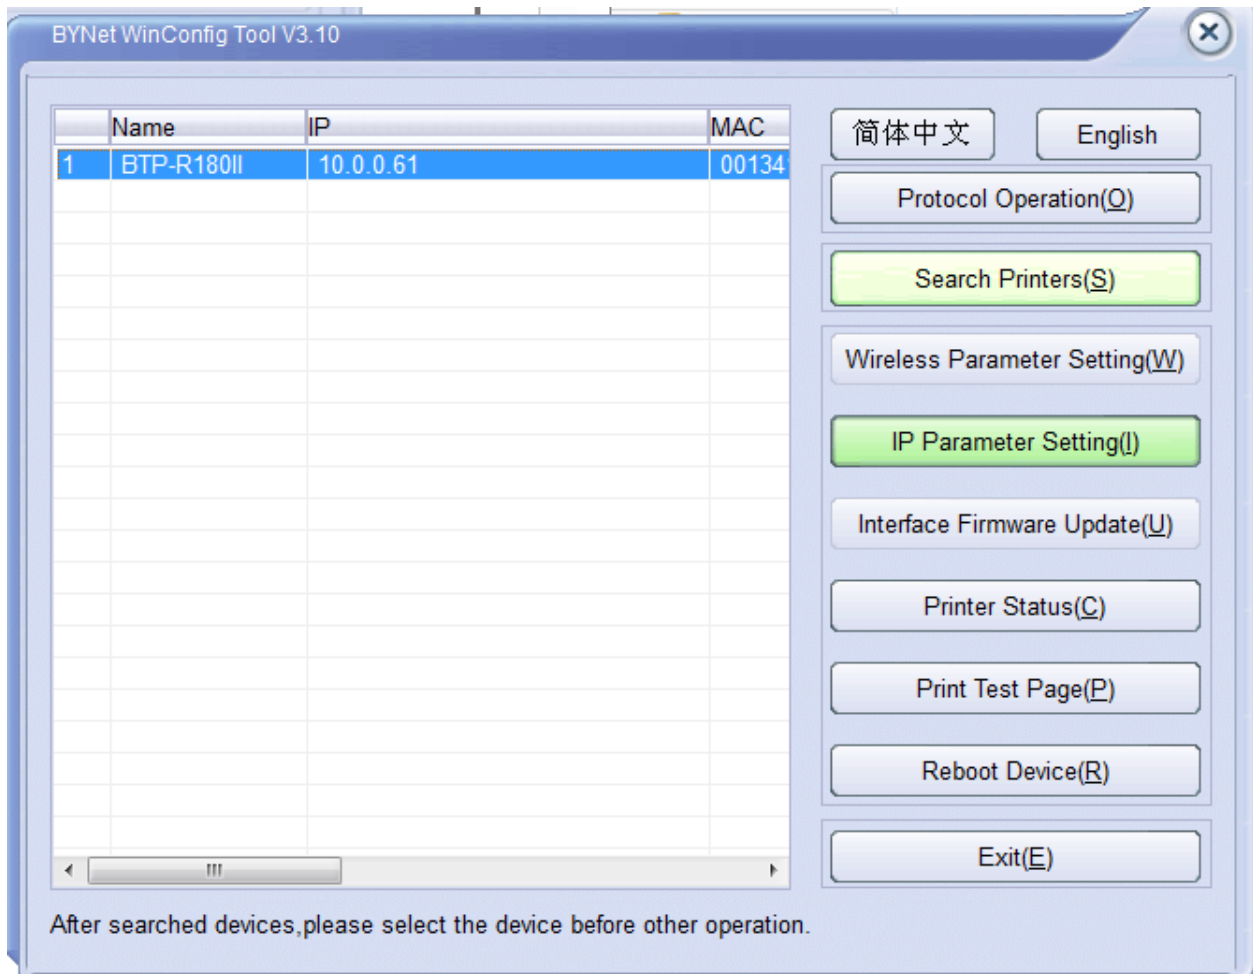 BYNet WinConfig Tool V3.10
Name IP MAC
1 BTP-R180II 10.0.0.61 00134
简体中文 English
Protocol Operation(O)
Search Printers(S)
Wireless Parameter Setting(W)
IP Parameter Setting(I)
Interface Firmware Update(U)
Printer Status(C)
Print Test Page(P)
Reboot Device(R)
Exit(E)
After searched devices,please select the device before other operation.